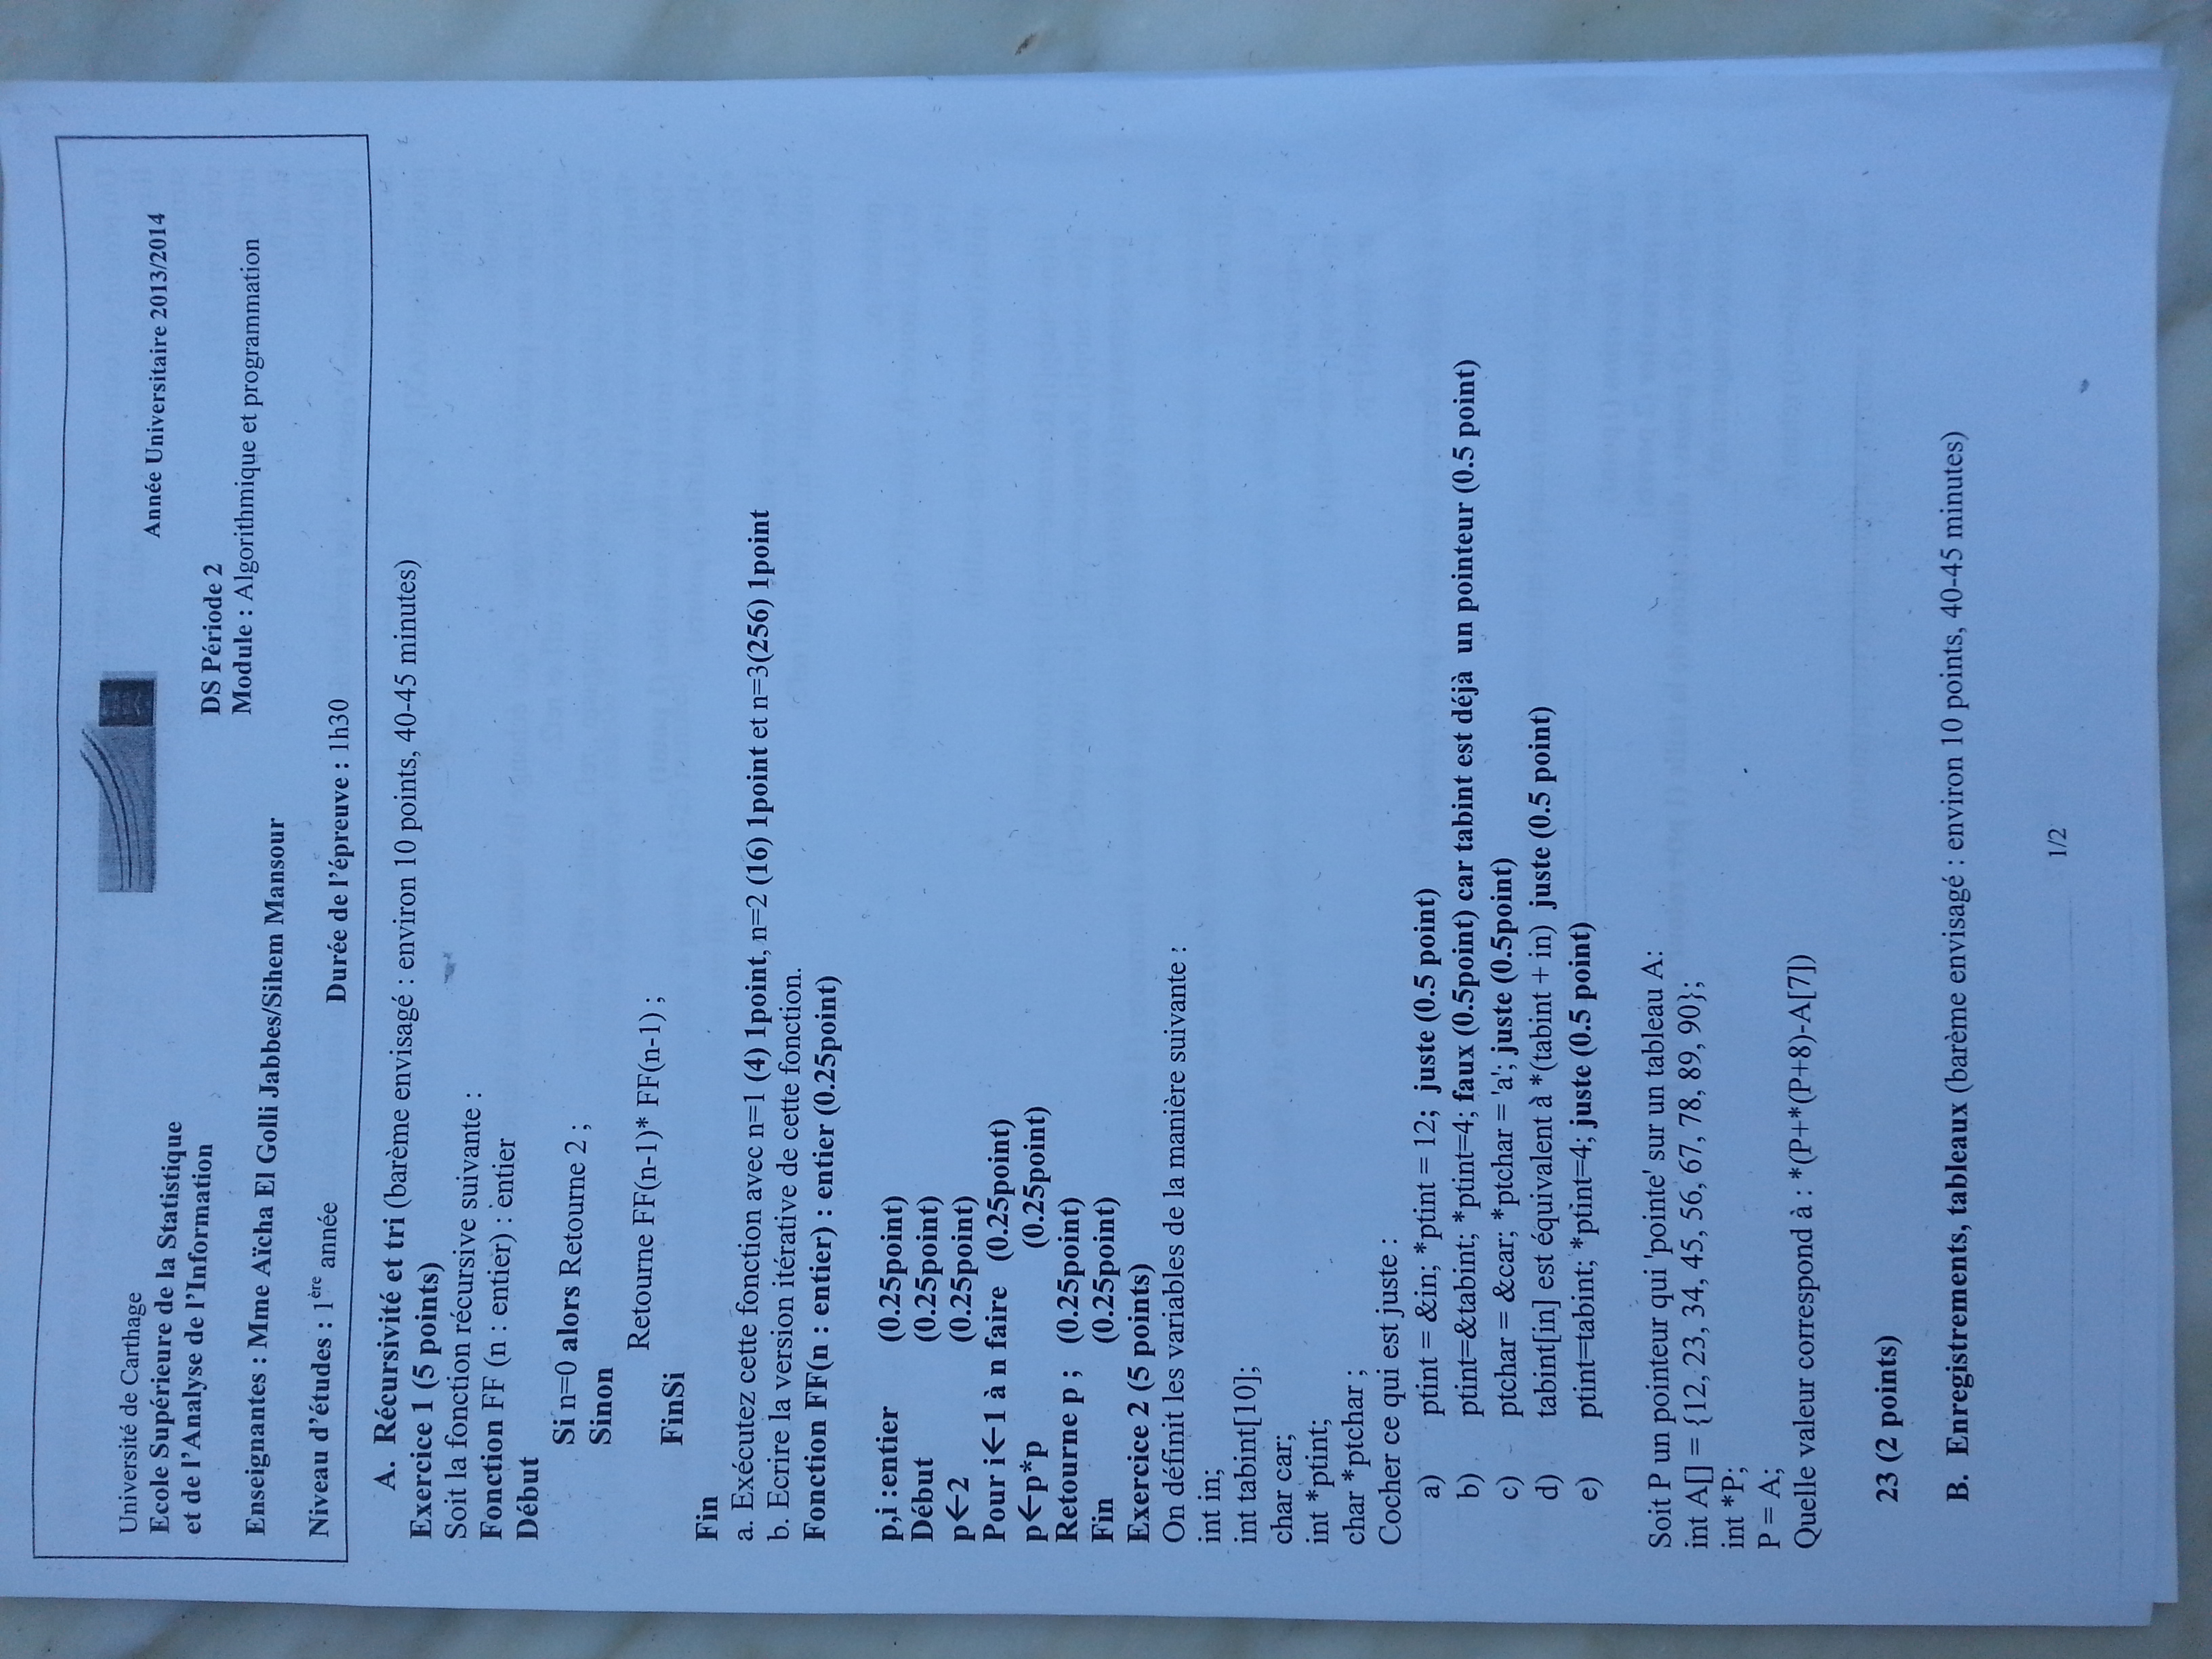 Université de Carthage
Ecole Supérieure de la Statistique
et de l'Analyse de l'Information
Année Universitaire 2013/2014
DS Période 2
Module : Algorithmique et programmation
Enseignantes : Mme Aïcha El Golli Jabbes/Sihem Mansour
Niveau d'études : 1ère année
Durée de l'épreuve : 1h30
A. Récursivité et tri (barème envisagé : environ 10 points, 40-45 minutes)
Exercice 1 (5 points)
Soit la fonction récursive suivante :
Fonction FF (n : entier) : entier
Début
Si n=0 alors Retourne 2 ;
Sinon
Retourne FF(n-1)* FF(n-1) ;
FinSi
Fin
a. Exécutez cette fonction avec n=1 (4) 1point, n=2 (16) 1point et n=3(256) 1point
b. Ecrire la version itérative de cette fonction.
Fonction FF(n : entier) : entier (0.25point)
p,i :entier (0.25point)
Début (0.25point)
p←2 (0.25point)
Pour i←1 à n faire (0.25point)
p←p*p (0.25point)
Retourne p ; (0.25point)
Fin (0.25point)
Exercice 2 (5 points)
On définit les variables de la manière suivante :
int in;
int tabint[10];
char car;
int *ptint;
char *ptchar ;
Cocher ce qui est juste :
a) ptint = &in; *ptint = 12; juste (0.5 point)
b) ptint=&tabint; *ptint=4; faux (0.5point) car tabint est déjà un pointeur (0.5 point)
c) ptchar = &car; *ptchar = 'a'; juste (0.5point)
d) tabint[in] est équivalent à *(tabint + in) juste (0.5 point)
e) ptint=tabint; *ptint=4; juste (0.5 point)
Soit P un pointeur qui 'pointe' sur un tableau A:
int A[] = {12, 23, 34, 45, 56, 67, 78, 89, 90};
int *P;
P = A;
Quelle valeur correspond à : *(P+*(P+8)-A[7])
23 (2 points)
B. Enregistrements, tableaux (barème envisagé : environ 10 points, 40-45 minutes)
1/2